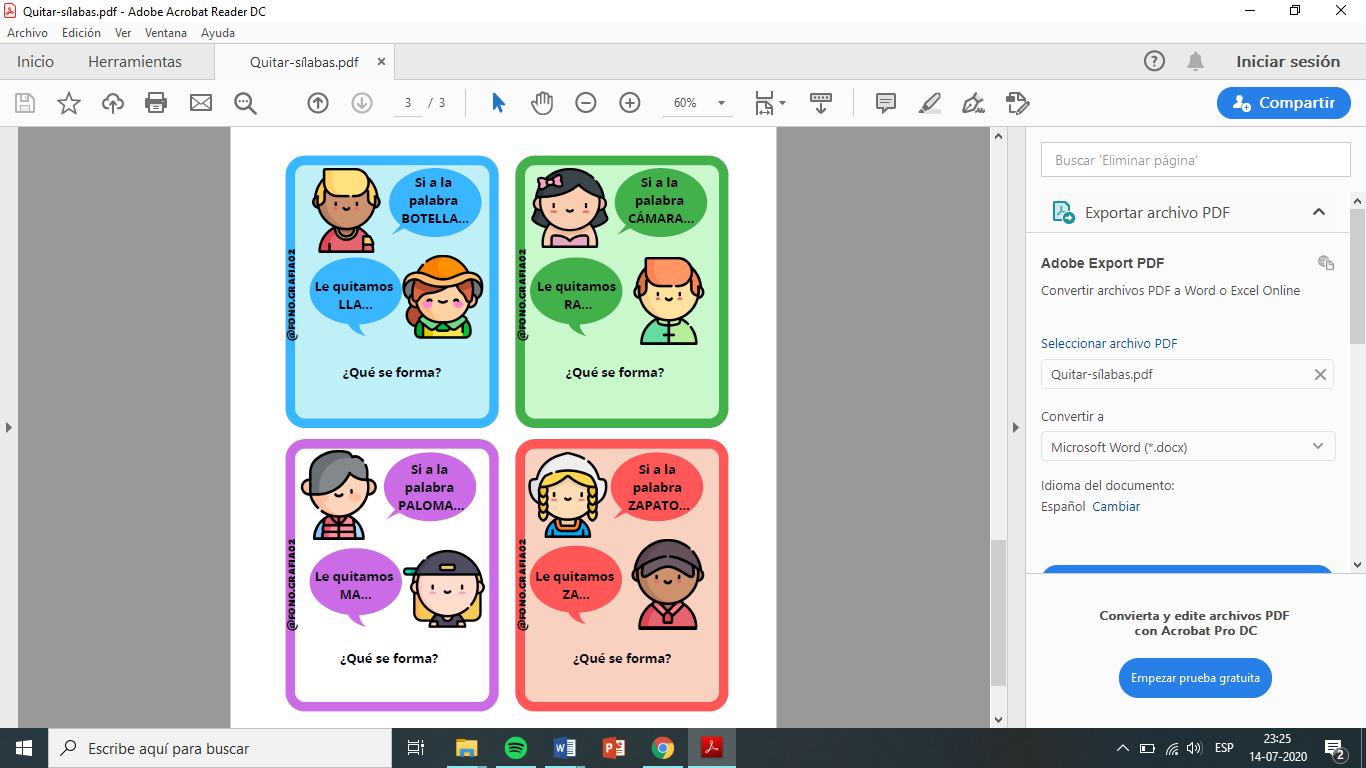 Quitar-sílabas.pdf - Adobe Acrobat Reader DC
Archivo Edición Ver Ventana Ayuda
Inicio Herramientas Quitar-sílabas.pdf × Iniciar sesión
3 / 3 60% Compartir
Si a la
palabra
BOTELLA...
Le quitamos
LLA...
¿Qué se forma?
@FONO.GRAFIA02
Si a la
palabra
CÁMARA...
Le quitamos
RA...
¿Qué se forma?
@FONO.GRAFIA02
Si a la
palabra
PALOMA...
Le quitamos
MA...
¿Qué se forma?
@FONO.GRAFIA02
Si a la
palabra
ZAPATO...
Le quitamos
ZA...
¿Qué se forma?
@FONO.GRAFIA02
Buscar 'Eliminar página'
Exportar archivo PDF
Adobe Export PDF
Convertir archivos PDF a Word o Excel Online
Seleccionar archivo PDF
Quitar-sílabas.pdf
Convertir a
Microsoft Word (*.docx)
Idioma del documento:
Español Cambiar
Convierta y edite archivos PDF
con Acrobat Pro DC
Empezar prueba gratuita
Escribe aquí para buscar
ESP
23:25
14-07-2020
2